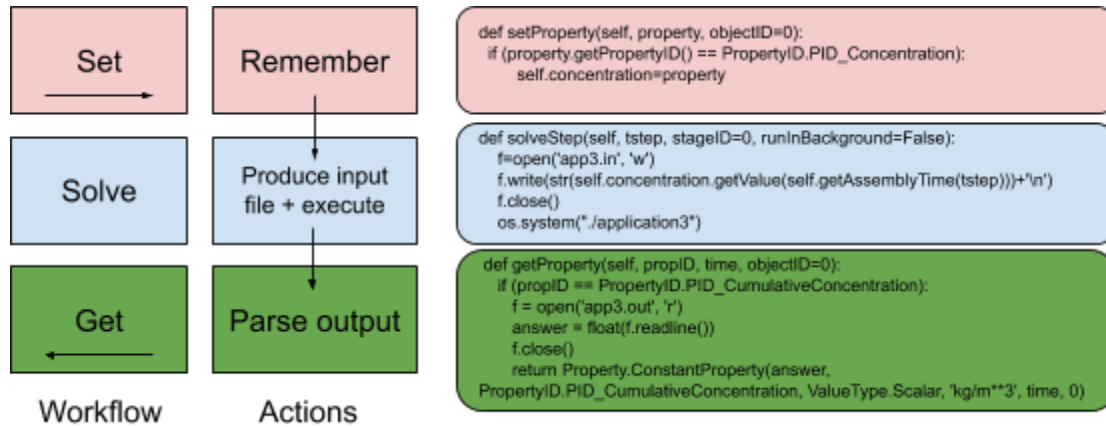 Set
Remember
def setProperty(self, property, objectID=0):
if (property.getPropertyID() == PropertyID.PID_Concentration):
self.concentration=property
Solve
Produce input
file + execute
def solveStep(self, tstep, stageID=0, runInBackground=False):
f=open('app3.in', 'w')
f.write(str(self.concentration.getValue(self.getAssemblyTime(tstep)))+'\n')
f.close()
os.system("./application3")
Get
Parse output
def getProperty(self, propID, time, objectID=0):
if (propID == PropertyID.PID_CumulativeConcentration):
f = open('app3.out', 'r')
answer = float(f.readline())
f.close()
return Property.ConstantProperty(answer,
PropertyID.PID_CumulativeConcentration, ValueType.Scalar, 'kg/m**3', time, 0)
Workflow
Actions